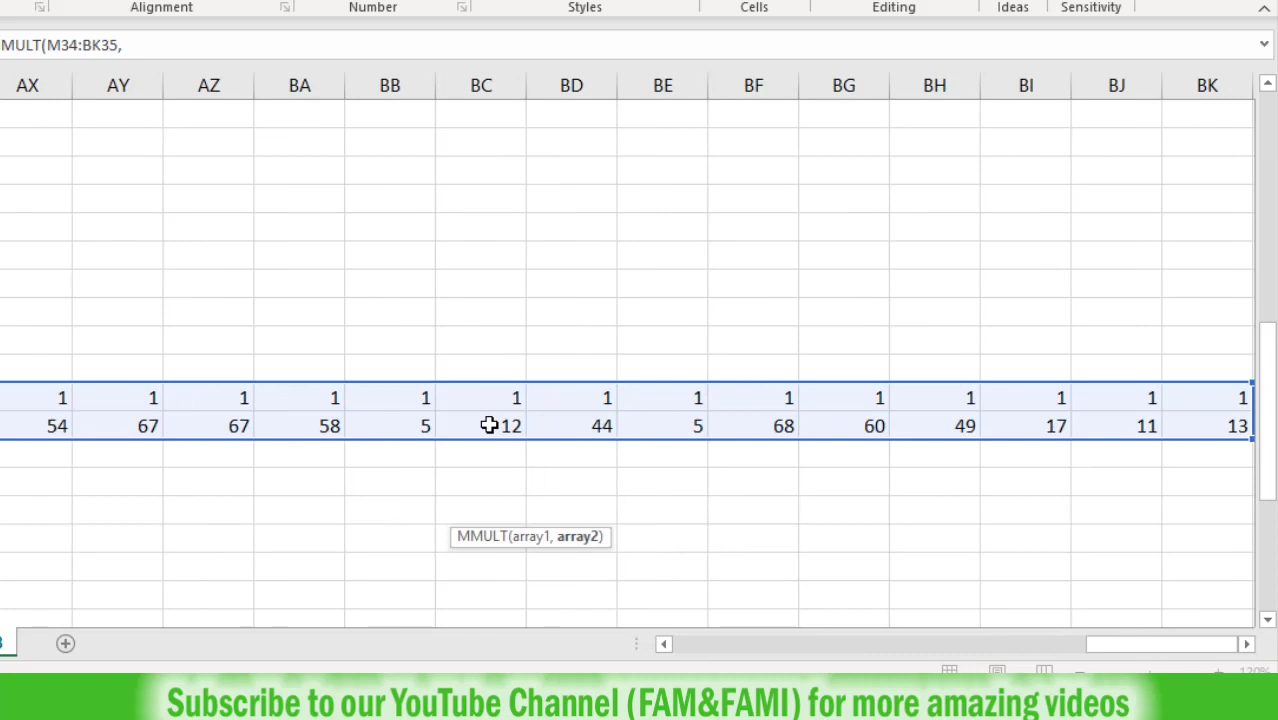 Alignment Number Styles Cells Editing Ideas Sensitivity
MULT(M34:BK35,
AX AY AZ BA BB BC BD BE BF BG BH BI BJ BK
1 1 1 1 1 1 1 1 1 1 1 1 1 1
54 67 67 58 5 12 44 5 68 60 49 17 11 13
MMULT(array1, array2)
Subscribe to our YouTube Channel (FAM&FAMI) for more amazing videos